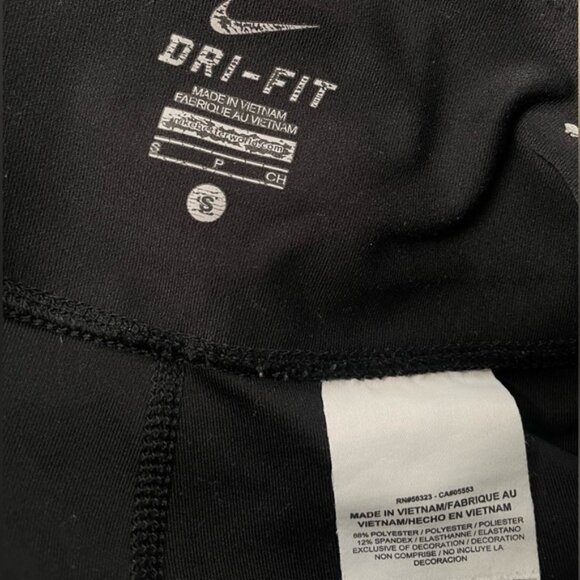 DRI-FIT
MADE IN VIETNAM
FABRIQUE AU VIETNAM
nikebetterworld.com
S P CH
S
RN#56323 - CA#05553
MADE IN VIETNAM/FABRIQUE AU
VIETNAM/HECHO EN VIETNAM
88% POLYESTER / POLYESTER / POLIESTER
12% SPANDEX / ELASTHANNE / ELASTANO
EXCLUSIVE OF DECORATION / DECORATION
NON COMPRISE / NO INCLUYE LA
DECORACION